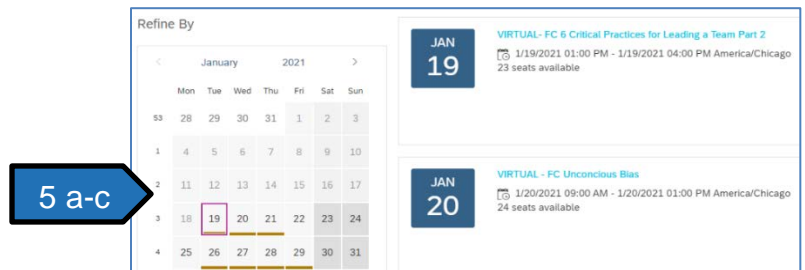 Refine By
January 2021
Mon Tue Wed Thu Fri Sat Sun
53 28 29 30 31 1 2 3
1 4 5 6 7 8 9 10
2 11 12 13 14 15 16 17
3 18 19 20 21 22 23 24
4 25 26 27 28 29 30 31
5 a-c
JAN
19
VIRTUAL- FC 6 Critical Practices for Leading a Team Part 2
1/19/2021 01:00 PM - 1/19/2021 04:00 PM America/Chicago
23 seats available
JAN
20
VIRTUAL - FC Unconcious Bias
1/20/2021 09:00 AM - 1/20/2021 01:00 PM America/Chicago
24 seats available